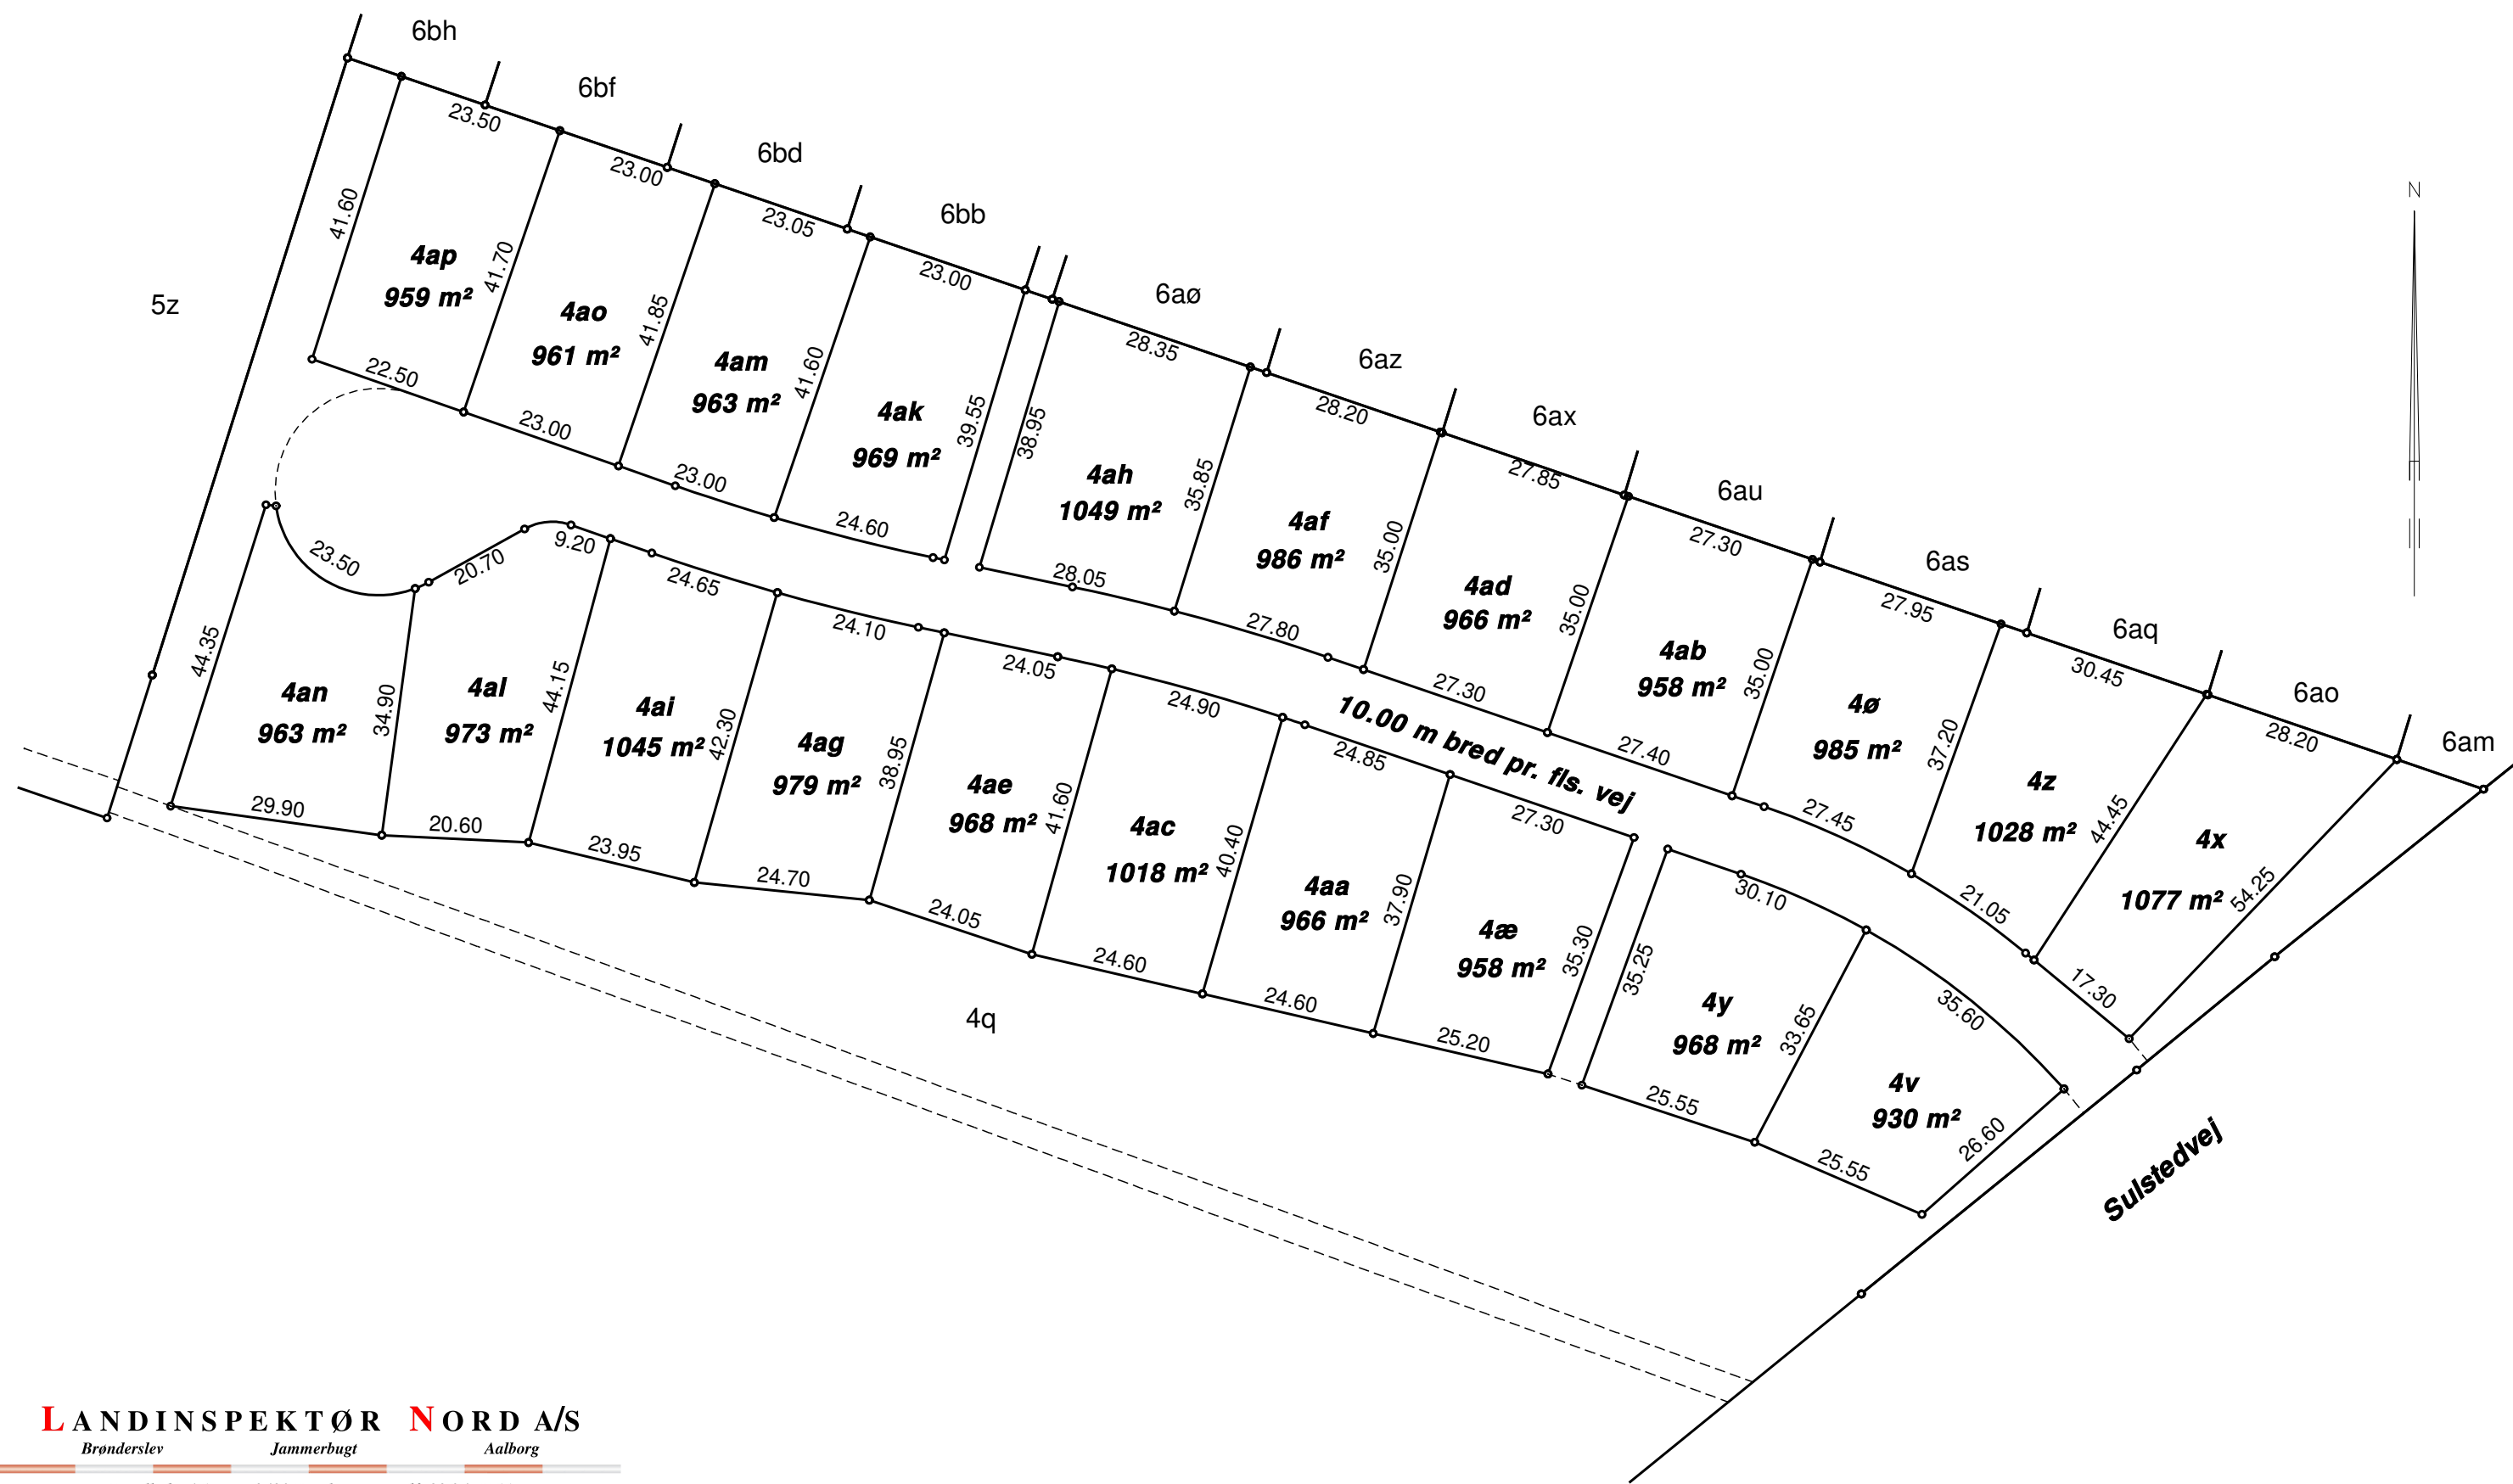 6bh
6bf
6bd
6bb
6aø
6az
6ax
6au
6as
6aq
6ao
6am
5z
N
23.50
23.00
23.05
23.00
28.35
28.20
27.85
27.30
27.95
30.45
28.20
41.60
4ap
959 m²
41.70
4ao
961 m²
41.85
4am
963 m²
41.60
4ak
969 m²
39.55
38.95
4ah
1049 m²
35.85
4af
986 m²
35.00
4ad
966 m²
35.00
4ab
958 m²
35.00
4ø
985 m²
37.20
4z
1028 m²
44.45
4x
1077 m²
54.25
22.50
23.00
23.00
24.60
28.05
27.80
27.30
27.40
27.45
21.05
17.30
10.00 m bred pr. fls. vej
23.50
20.70
9.20
24.65
24.10
24.05
24.90
24.85
27.30
30.10
35.60
44.35
4an
963 m²
34.90
4al
973 m²
44.15
4ai
1045 m²
42.30
4ag
979 m²
38.95
4ae
968 m²
41.60
4ac
1018 m²
40.40
4aa
966 m²
37.90
4æ
958 m²
35.30
35.25
4y
968 m²
33.65
4v
930 m²
26.60
29.90
20.60
23.95
24.70
24.05
24.60
24.60
25.20
25.55
25.55
4q
Sulstedvej
LANDINSPEKTØR NORD A/S
Brønderslev Jammerbugt Aalborg